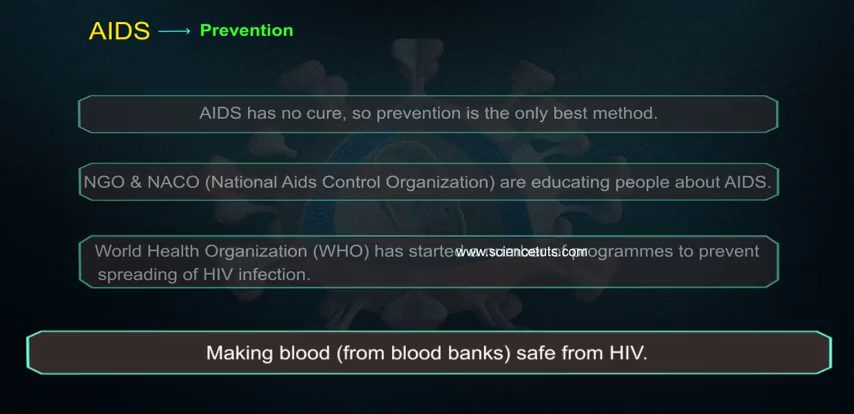 AIDS → Prevention
AIDS has no cure, so prevention is the only best method.
NGO & NACO (National Aids Control Organization) are educating people about AIDS.
World Health Organization (WHO) has started www.sciencetuts.com programmes to prevent
spreading of HIV infection.
Making blood (from blood banks) safe from HIV.